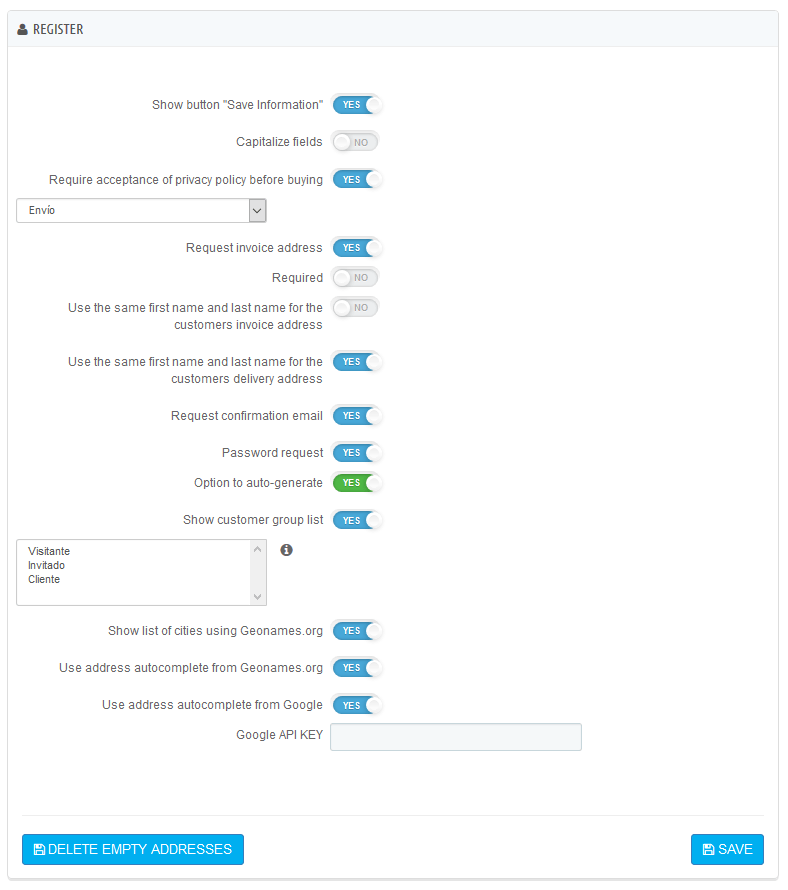 REGISTER
Show button "Save Information" YES
Capitalize fields NO
Require acceptance of privacy policy before buying YES
Envío
Request invoice address YES
Required NO
Use the same first name and last name for the NO
customers invoice address
Use the same first name and last name for the YES
customers delivery address
Request confirmation email YES
Password request YES
Option to auto-generate YES
Show customer group list YES
Visitante
Invitado
Cliente
Show list of cities using Geonames.org YES
Use address autocomplete from Geonames.org YES
Use address autocomplete from Google YES
Google API KEY
DELETE EMPTY ADDRESSES SAVE